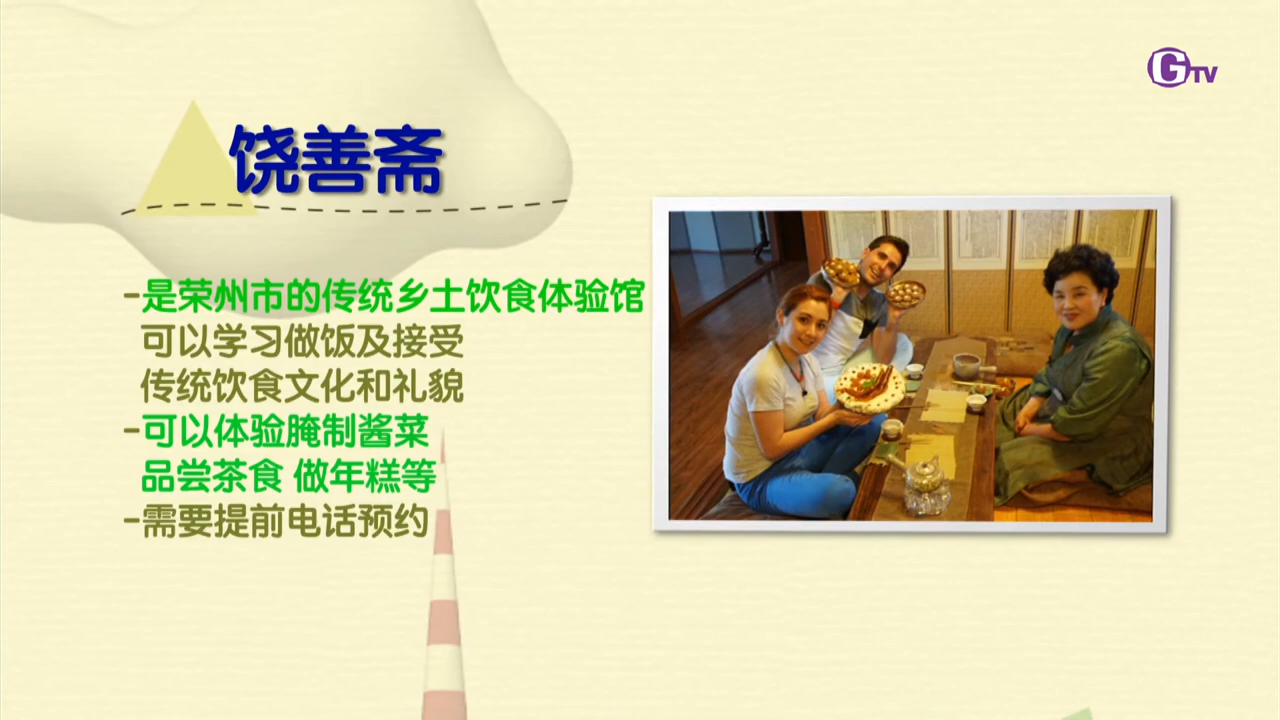 GTV
饶善斋
-是荣州市的传统乡土饮食体验馆
可以学习做饭及接受
传统饮食文化和礼貌
-可以体验腌制酱菜
品尝茶食 做年糕等
-需要提前电话预约